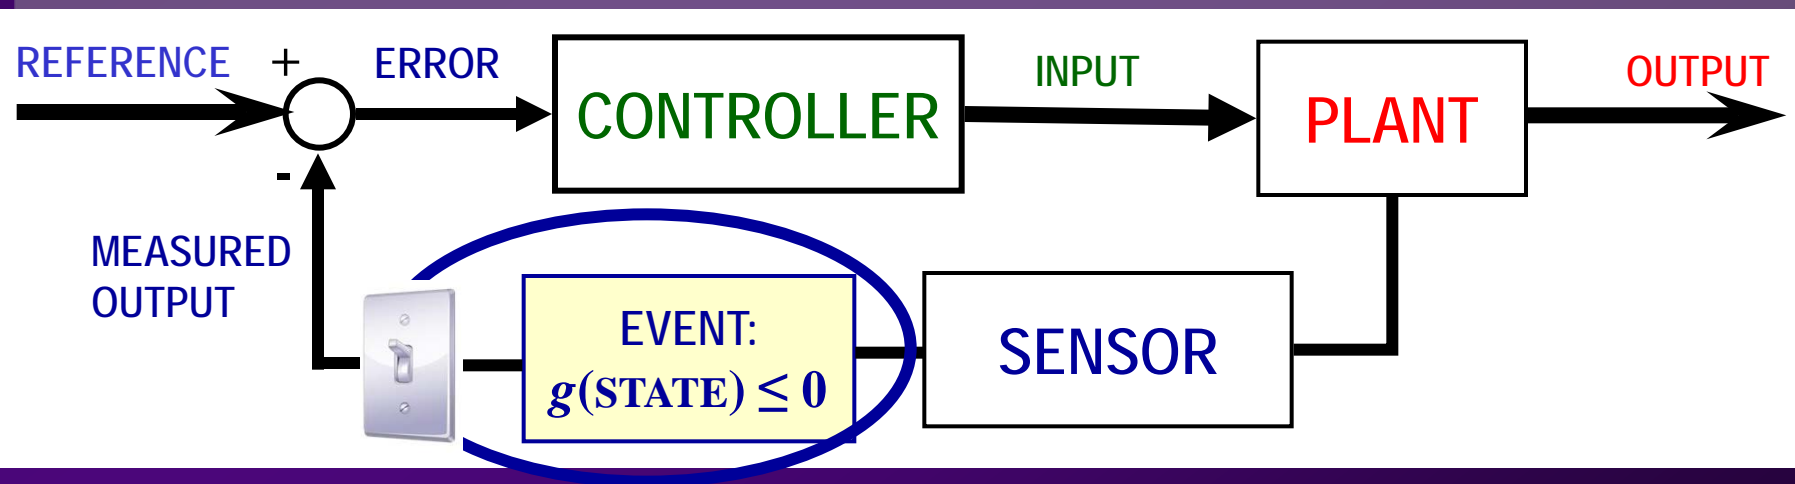 REFERENCE
+
ERROR
CONTROLLER
INPUT
PLANT
OUTPUT
-
MEASURED
OUTPUT
EVENT:
g(STATE) ≤ 0
SENSOR